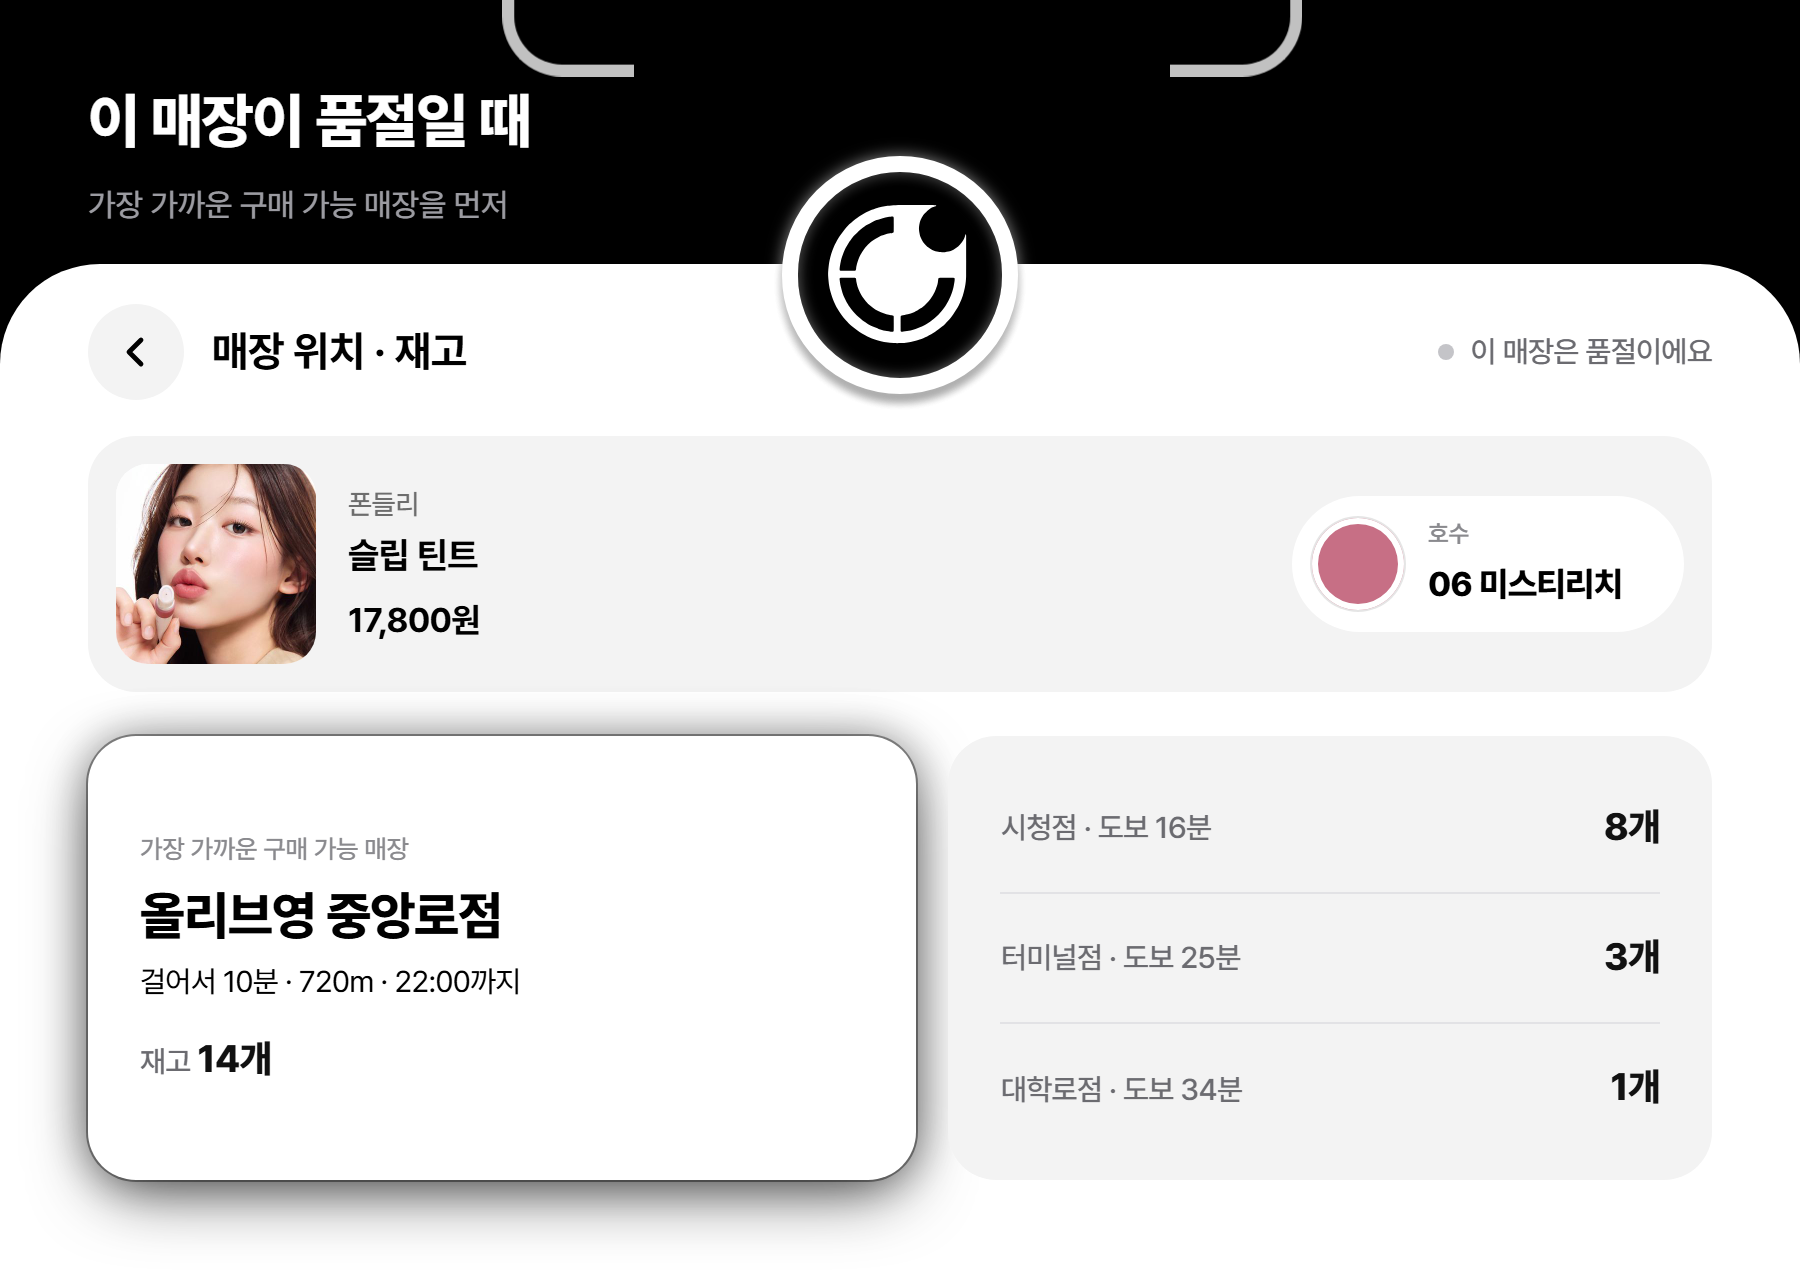 이 매장이 품절일 때
가장 가까운 구매 가능 매장을 먼저
매장 위치 · 재고
이 매장은 품절이에요
폰들리
슬립 틴트
17,800원
호수
06 미스티리치
가장 가까운 구매 가능 매장
올리브영 중앙로점
걸어서 10분 · 720m · 22:00까지
재고 14개
시청점 · 도보 16분 8개
터미널점 · 도보 25분 3개
대학로점 · 도보 34분 1개